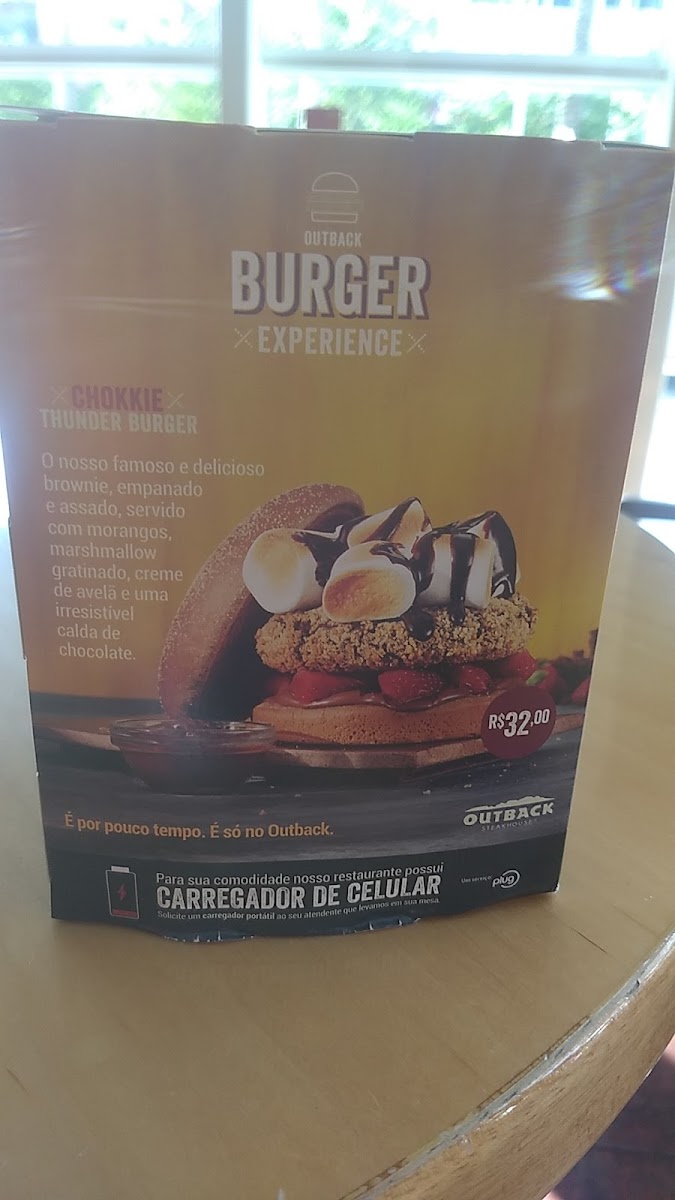 OUTBACK
BURGER
EXPERIENCE
CHOKKIE
THUNDER BURGER
O nosso famoso e delicioso
brownie, empanado
e assado, servido
com morangos,
marshmallow
gratinado, creme
de avelã e uma
irresistível
calda de
chocolate.
R$32,00
É por pouco tempo. É só no Outback.
OUTBACK
STEAKHOUSE
Para sua comodidade nosso restaurante possui
CARREGADOR DE CELULAR
Solicite um carregador portátil ao seu atendente que levamos em sua mesa.
Um serviço plug